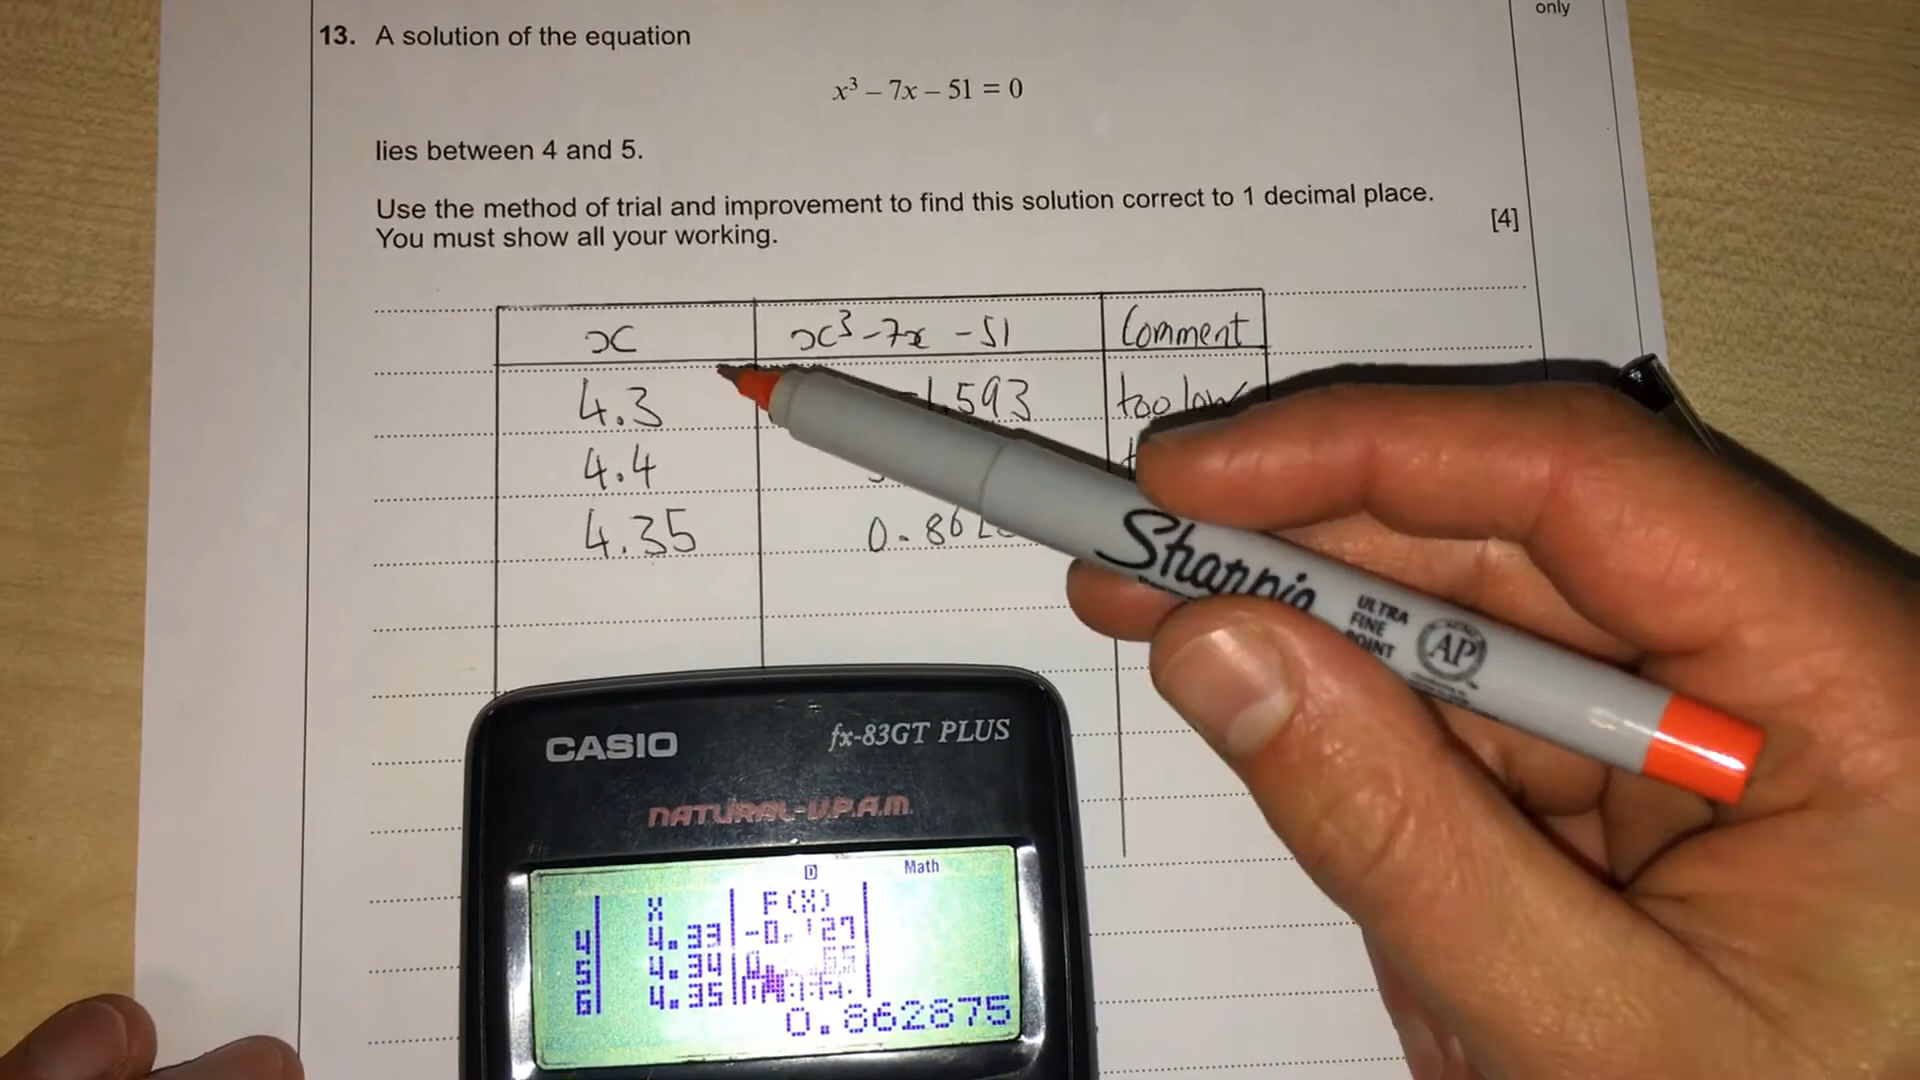 only
13. A solution of the equation
x³ – 7x – 51 = 0
lies between 4 and 5.
Use the method of trial and improvement to find this solution correct to 1 decimal place.
[4]
You must show all your working.
x x³ -7x -51 Comment
4.3 -1.593 too low
4.4
4.35 0.862
Sharpie
ULTRA
FINE
POINT
AP
CASIO fx-83GT PLUS
NATURAL-V.P.A.M.
D Math
X F(X)
4 4.33
5 4.34
6 4.35
0.862875